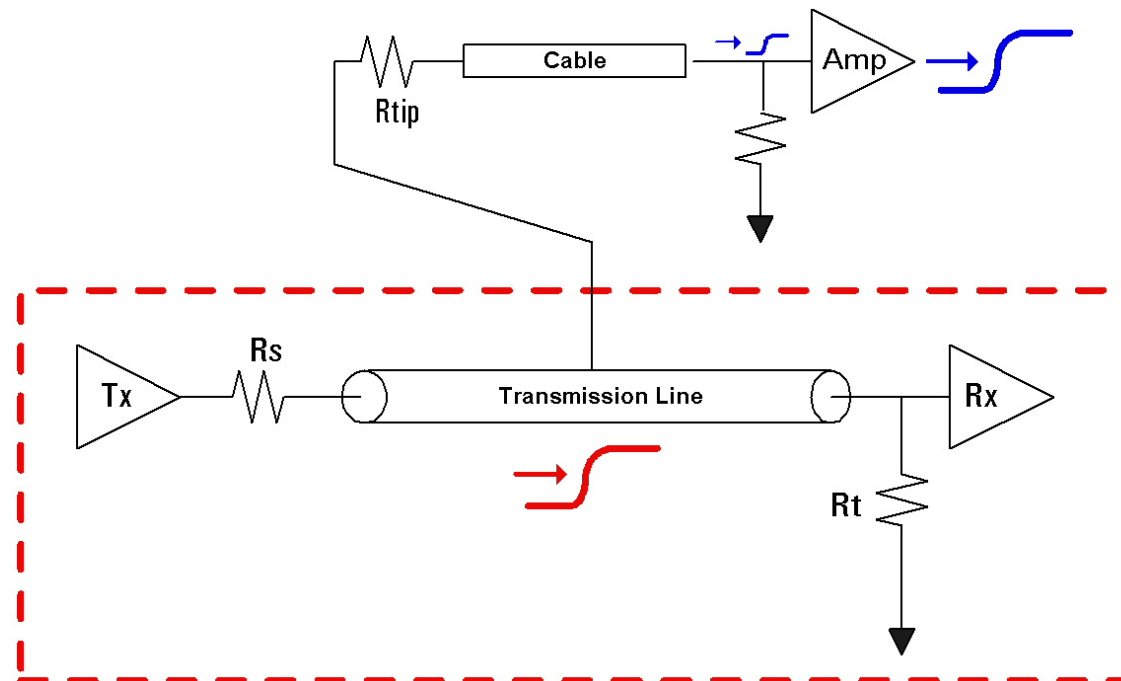 Cable
Amp
Rtip
Rs
Tx
Transmission Line
Rx
Rt